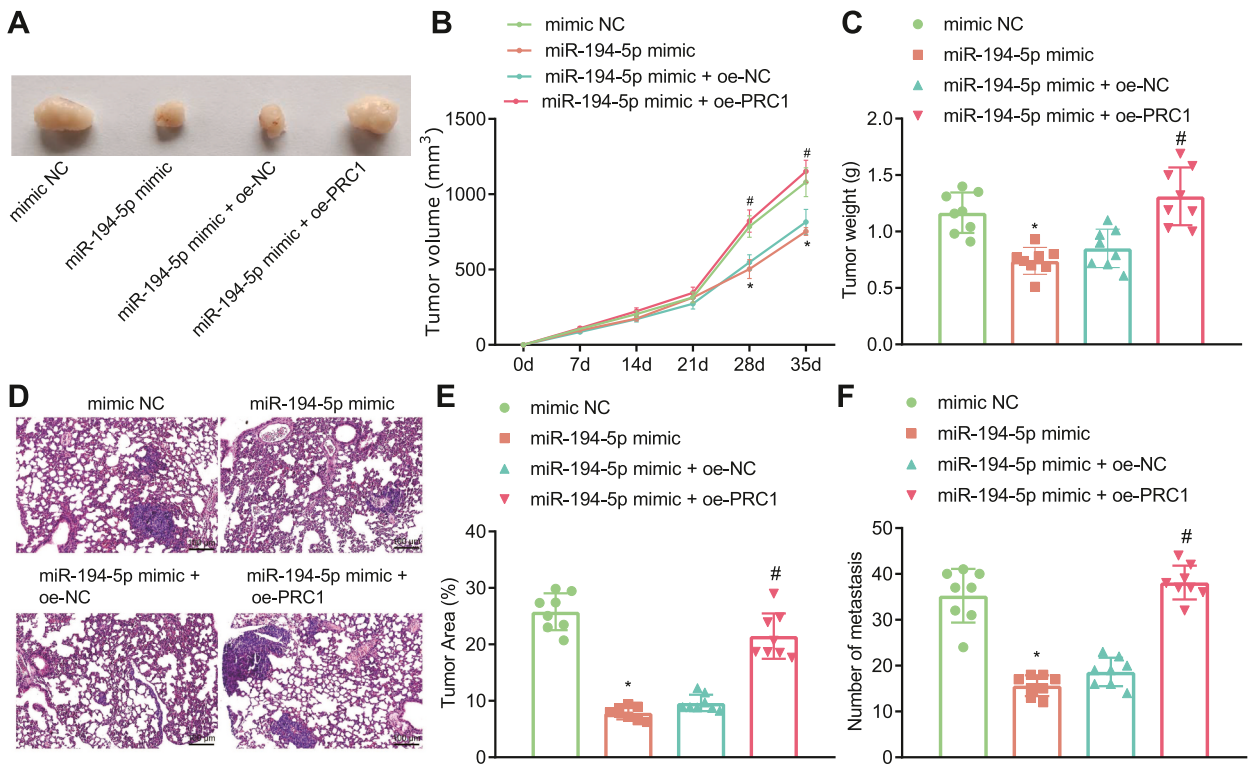 A
mimic NC
miR-194-5p mimic
miR-194-5p mimic + oe-NC
miR-194-5p mimic + oe-PRC1
B
mimic NC
miR-194-5p mimic
miR-194-5p mimic + oe-NC
miR-194-5p mimic + oe-PRC1
Tumor volume (mm³)
1500
1000
500
0
0d 7d 14d 21d 28d 35d
#
#
*
*
C
mimic NC
miR-194-5p mimic
miR-194-5p mimic + oe-NC
miR-194-5p mimic + oe-PRC1
Tumor weight (g)
2.0
1.5
1.0
0.5
0.0
*
#
D
mimic NC
miR-194-5p mimic
miR-194-5p mimic +
oe-NC
miR-194-5p mimic +
oe-PRC1
E
mimic NC
miR-194-5p mimic
miR-194-5p mimic + oe-NC
miR-194-5p mimic + oe-PRC1
Tumor Area (%)
40
30
20
10
0
*
#
F
mimic NC
miR-194-5p mimic
miR-194-5p mimic + oe-NC
miR-194-5p mimic + oe-PRC1
Number of metastasis
50
40
30
20
10
0
*
#